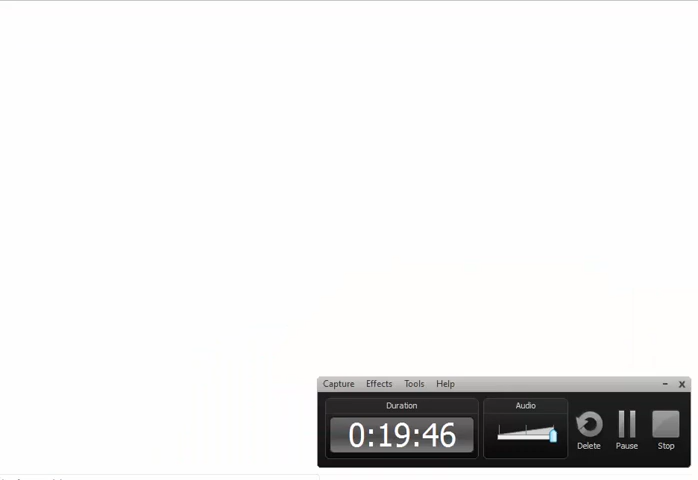 Capture Effects Tools Help
Duration
Audio
0:19:46
Delete Pause Stop